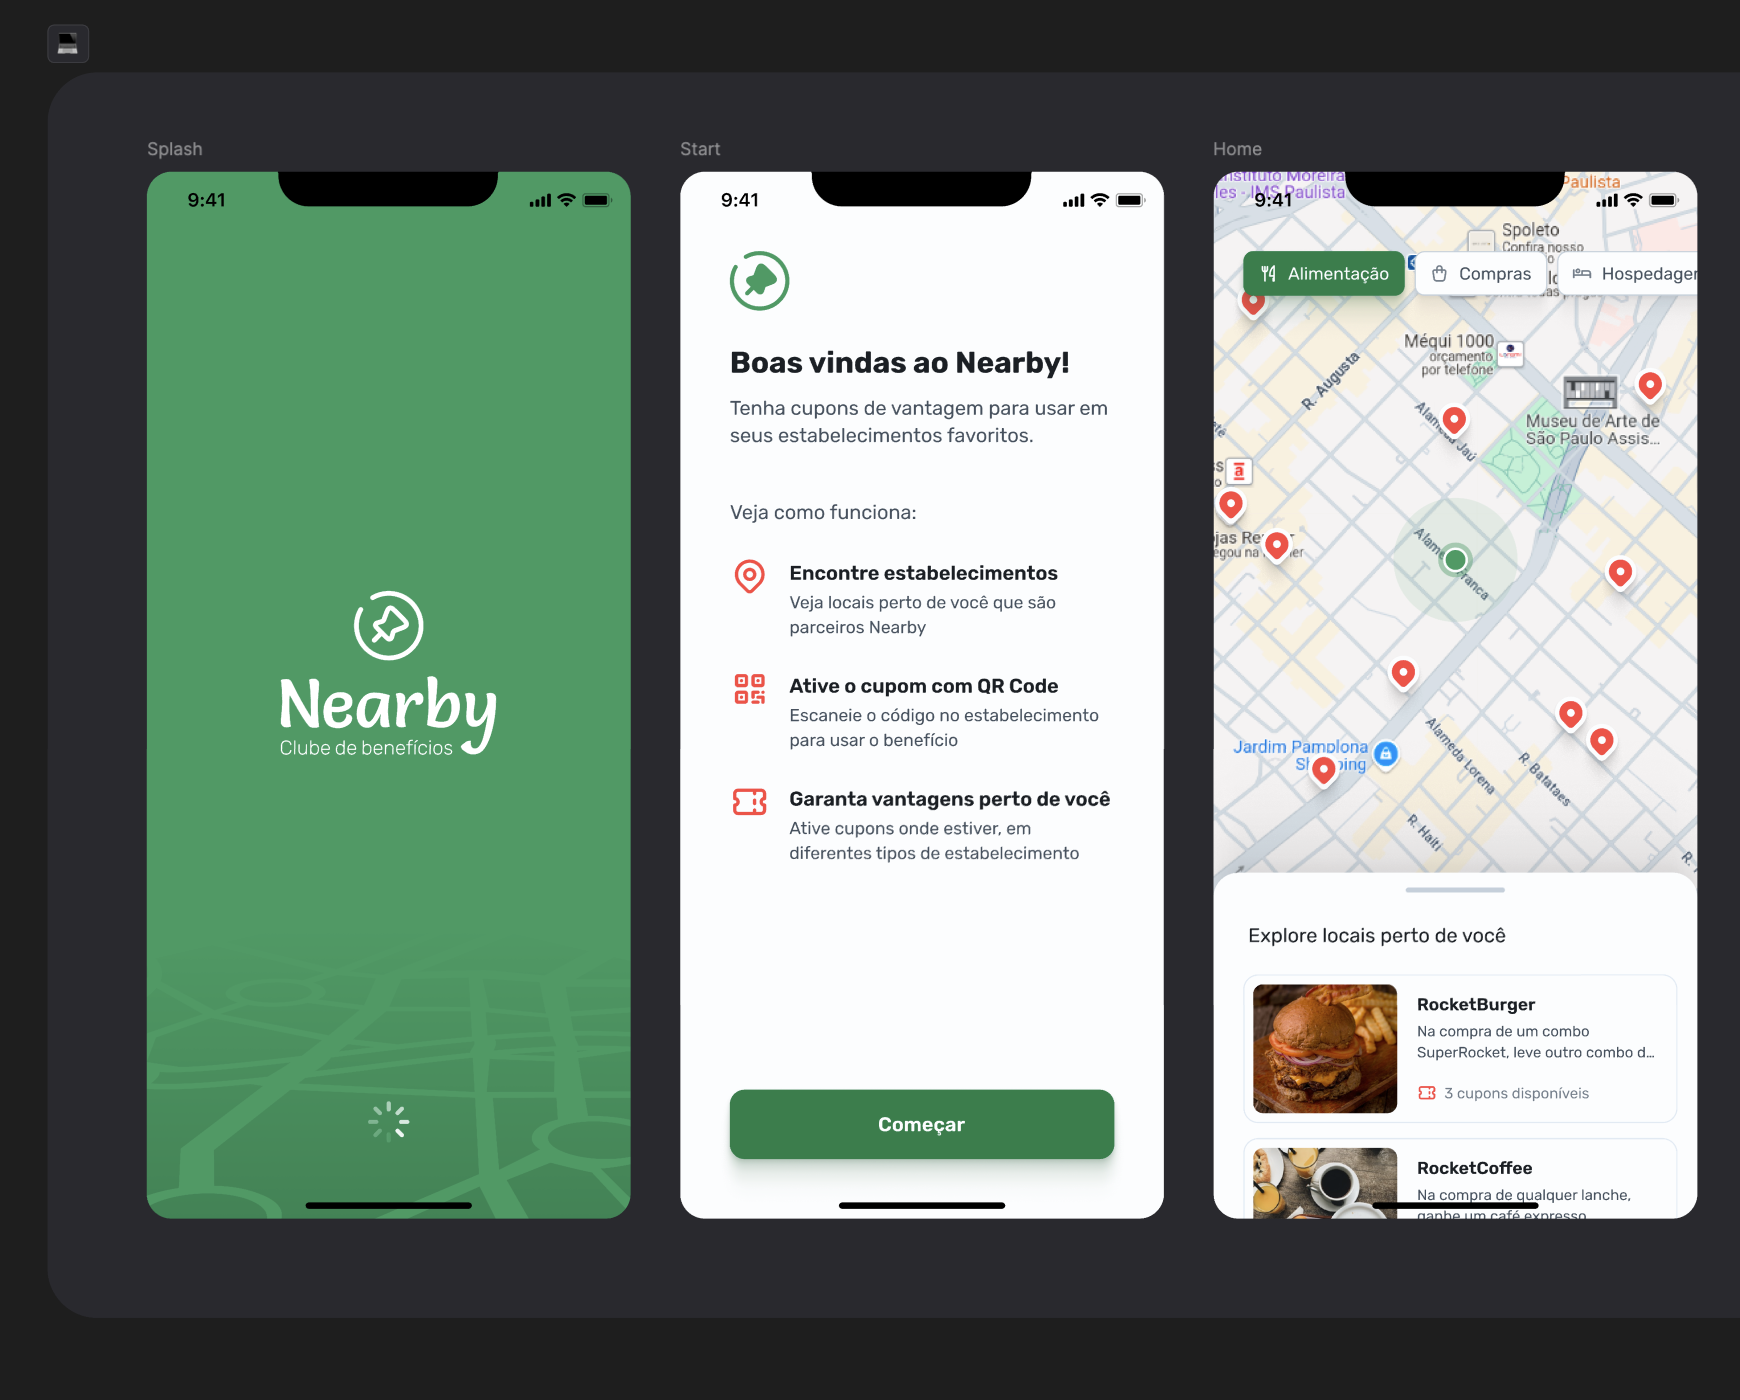 Splash
9:41
Nearby
Clube de benefícios
Start
9:41
Boas vindas ao Nearby!
Tenha cupons de vantagem para usar em
seus estabelecimentos favoritos.
Veja como funciona:
Encontre estabelecimentos
Veja locais perto de você que são
parceiros Nearby
Ative o cupom com QR Code
Escaneie o código no estabelecimento
para usar o benefício
Garanta vantagens perto de você
Ative cupons onde estiver, em
diferentes tipos de estabelecimento
Começar
Home
Moreira
Paulista
les - IMS Paulista
9:41
Spoleto
Confira nosso
Alimentação
Compras
Hospedagem
Méqui 1000
orçamento
por telefone
R. Augusta
Alameda Jaú
Museu de Arte de
São Paulo Assis...
Alameda Franca
Jardim Pamplona
Shopping
Alameda Lorena
R. Batataes
R. Haiti
Explore locais perto de você
RocketBurger
Na compra de um combo
SuperRocket, leve outro combo d...
3 cupons disponíveis
RocketCoffee
Na compra de qualquer lanche,
ganhe um café expresso